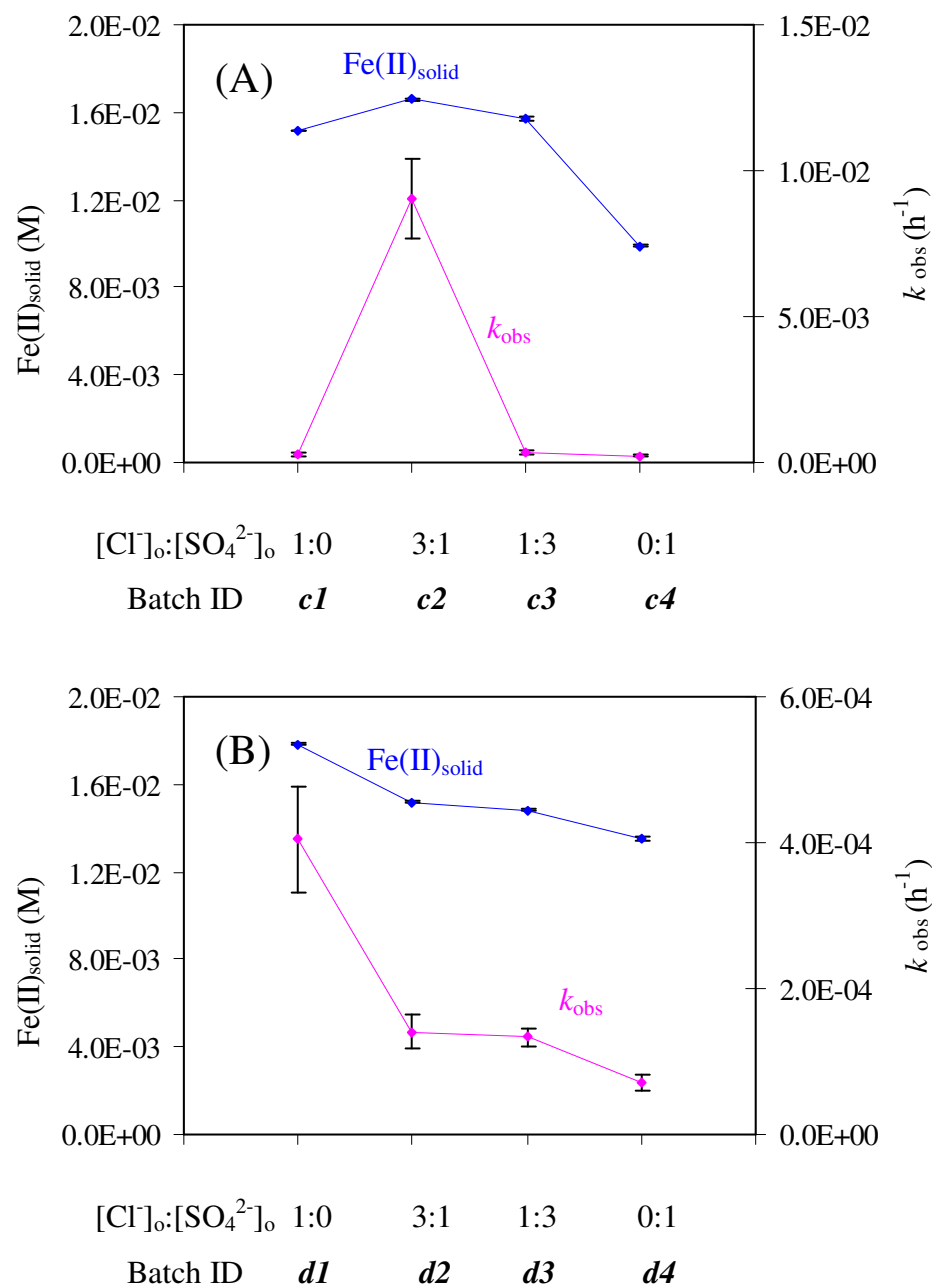 2.0E-02 1.5E-02
(A) Fe(II)solid
1.6E-02
1.0E-02
1.2E-02
8.0E-03
kobs 5.0E-03
4.0E-03
0.0E+00 0.0E+00
Fe(II)solid (M)
k obs (h-1)
[Cl-]o:[SO42-]o 1:0 3:1 1:3 0:1
Batch ID c1 c2 c3 c4
2.0E-02 6.0E-04
(B) Fe(II)solid
1.6E-02
4.0E-04
1.2E-02
8.0E-03
kobs 2.0E-04
4.0E-03
0.0E+00 0.0E+00
Fe(II)solid (M)
k obs (h-1)
[Cl-]o:[SO42-]o 1:0 3:1 1:3 0:1
Batch ID d1 d2 d3 d4